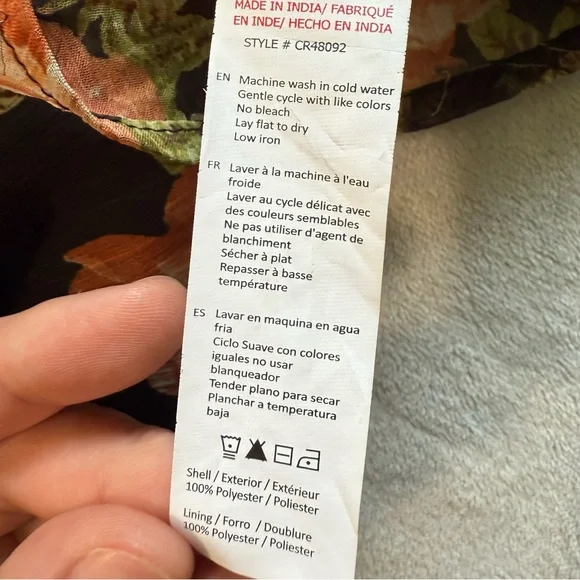 MADE IN INDIA/ FABRIQUÉ
EN INDE/ HECHO EN INDIA
STYLE # CR48092
EN Machine wash in cold water
Gentle cycle with like colors
No bleach
Lay flat to dry
Low iron
FR Laver à la machine à l'eau
froide
Laver au cycle délicat avec
des couleurs semblables
Ne pas utiliser d'agent de
blanchiment
Sécher à plat
Repasser à basse
température
ES Lavar en maquina en agua
fria
Ciclo Suave con colores
iguales no usar
blanqueador
Tender plano para secar
Planchar a temperatura
baja
Shell / Exterior / Extérieur
100% Polyester / Poliester
Lining / Forro / Doublure
100% Polyester / Poliester